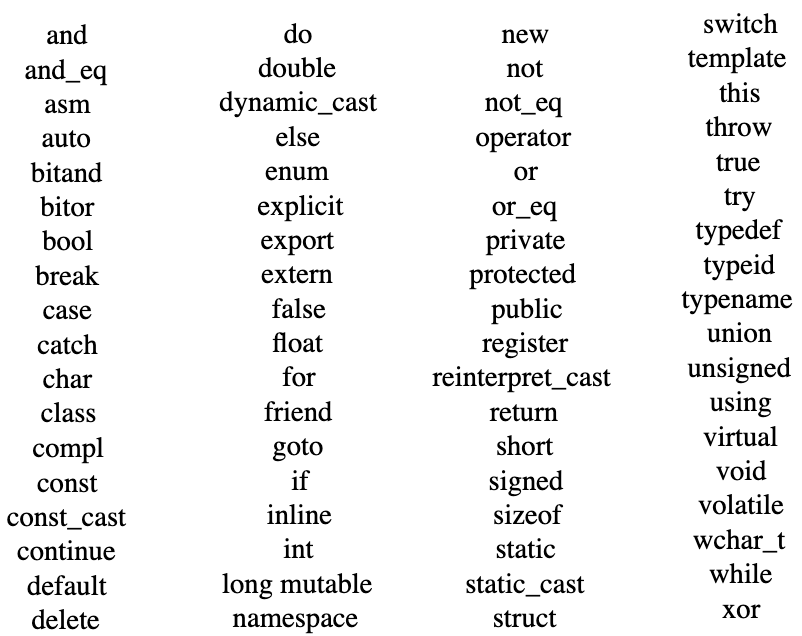 and
and_eq
asm
auto
bitand
bitor
bool
break
case
catch
char
class
compl
const
const_cast
continue
default
delete
do
double
dynamic_cast
else
enum
explicit
export
extern
false
float
for
friend
goto
if
inline
int
long mutable
namespace
new
not
not_eq
operator
or
or_eq
private
protected
public
register
reinterpret_cast
return
short
signed
sizeof
static
static_cast
struct
switch
template
this
throw
true
try
typedef
typeid
typename
union
unsigned
using
virtual
void
volatile
wchar_t
while
xor